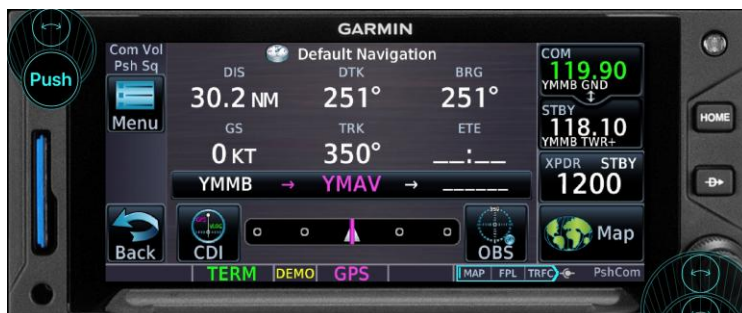 GARMIN
Push
Com Vol
Psh Sq
Menu
Back
Default Navigation
DIS
DTK
BRG
30.2 NM
251°
251°
GS
TRK
ETE
0 KT
350°
__:__
YMMB → YMAV → ______
CDI
OBS
COM
119.90
YMMB GND
STBY
118.10
YMMB TWR+
XPDR STBY
1200
Map
TERM
DEMO
GPS
MAP
FPL
TRFC
PshCom
HOME
D